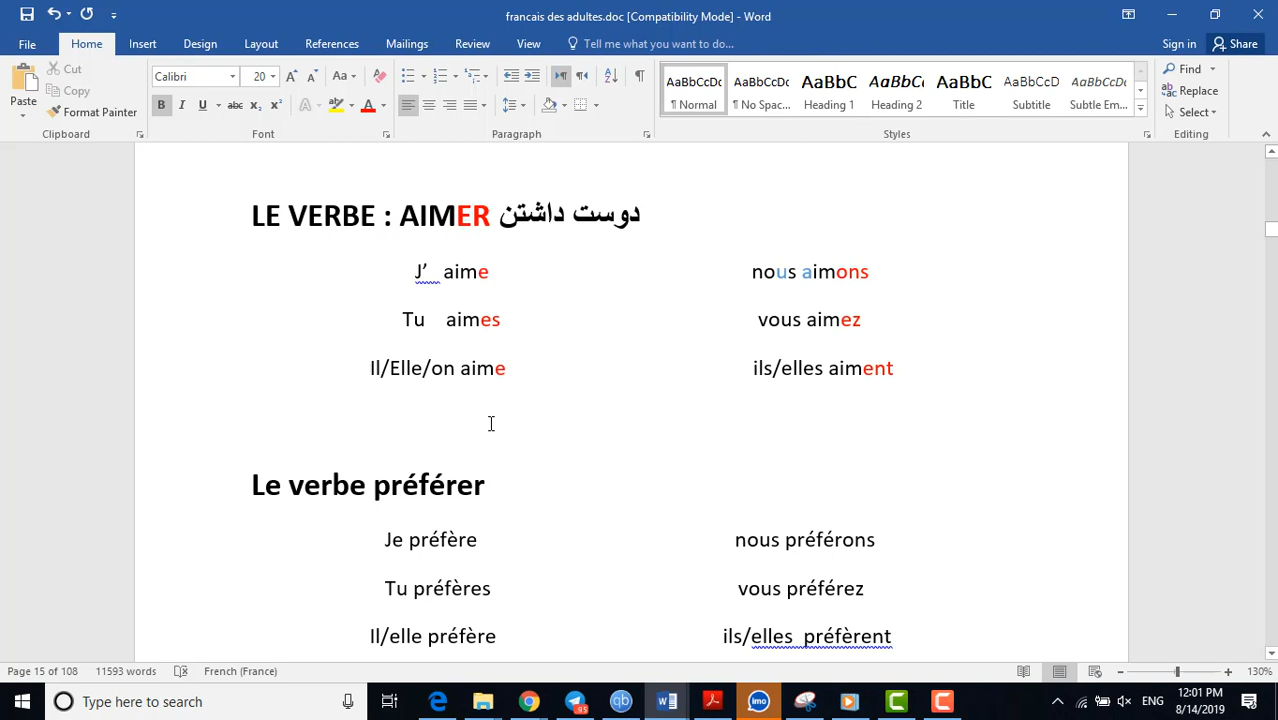 francais des adultes.doc [Compatibility Mode] - Word
File Home Insert Design Layout References Mailings Review View Tell me what you want to do... Sign in Share
Paste Cut Copy Format Painter
Calibri 20
AaBbCcDc AaBbCcDc AaBbC AaBbCc AaBbC AaBbCcD AaBbCcDc
¶ Normal ¶ No Spac... Heading 1 Heading 2 Title Subtitle Subtle Em...
Find Replace Select
Clipboard Font Paragraph Styles Editing
LE VERBE : AIMER دوست داشتن
J’ aime nous aimons
Tu aimes vous aimez
Il/Elle/on aime ils/elles aiment
Le verbe préférer
Je préfère nous préférons
Tu préfères vous préférez
Il/elle préfère ils/elles préfèrent
Page 15 of 108 11593 words French (France) 130%
Type here to search 95 qb imo ENG 12:01 PM
8/14/2019